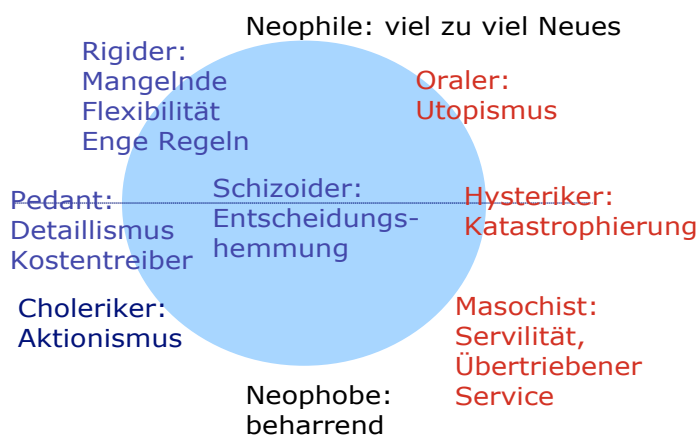 Neophile: viel zu viel Neues
Rigider:
Mangelnde
Flexibilität
Enge Regeln
Oraler:
Utopismus
Pedant:
Detaillismus
Kostentreiber
Schizoider:
Entscheidungs-
hemmung
Hysteriker:
Katastrophierung
Choleriker:
Aktionismus
Masochist:
Servilität,
Übertriebener
Service
Neophobe:
beharrend